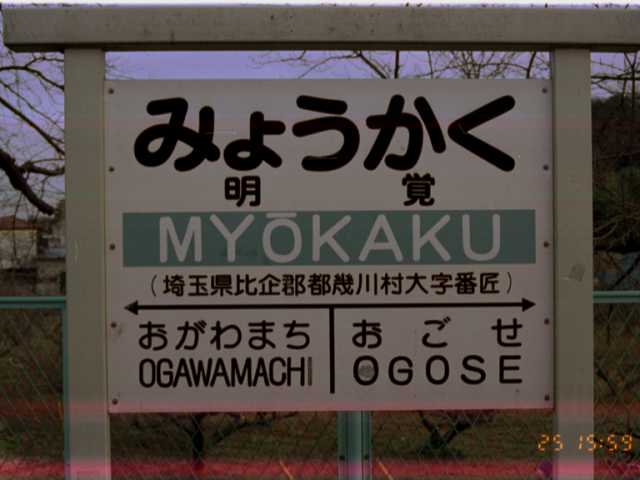 みょうかく
明 覚
MYŌKAKU
(埼玉県比企郡都幾川村大字番匠)
おがわまち おごせ
OGAWAMACHI OGOSE
25 15:59